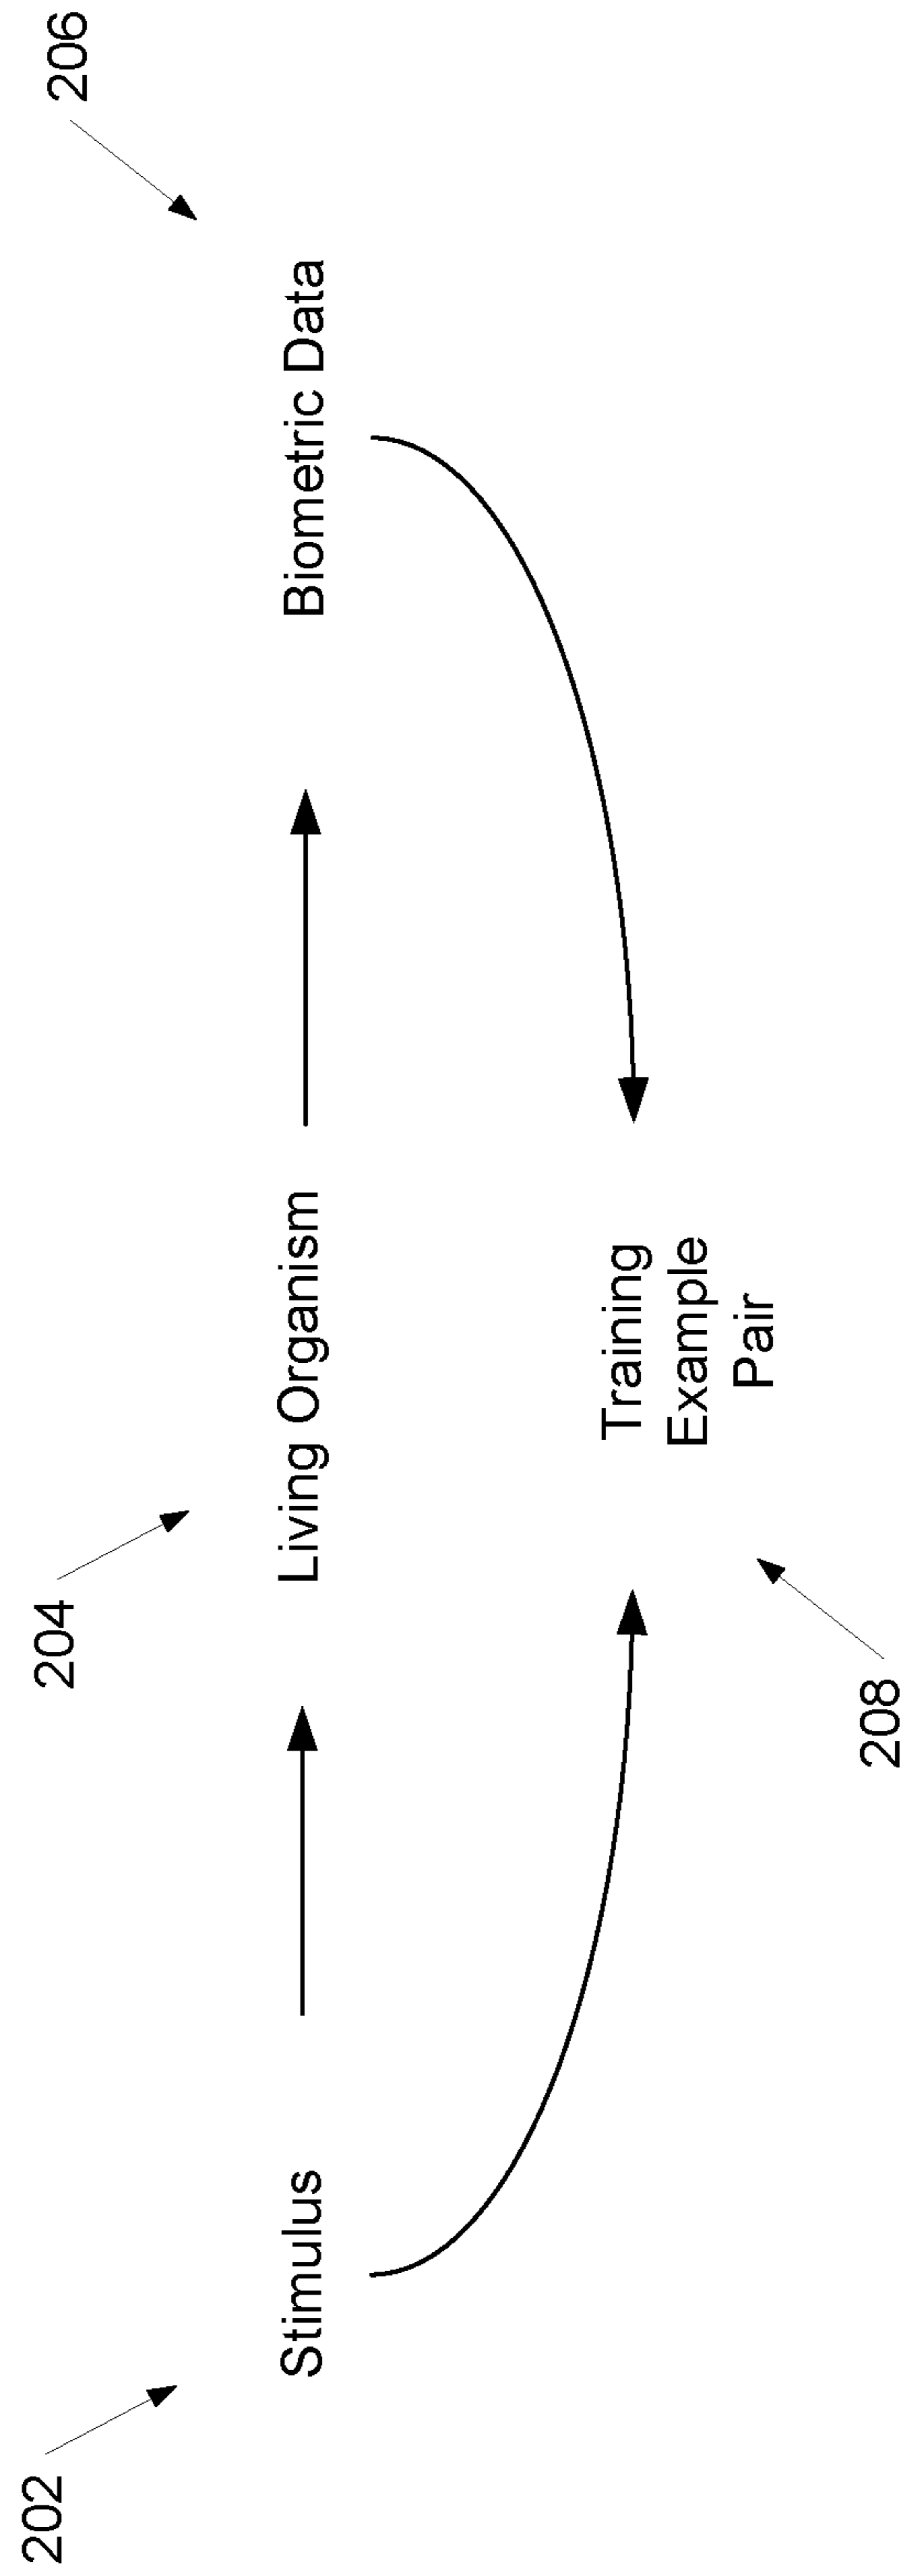 202
204
206
Stimulus
Living Organism
Biometric Data
Training
Example
Pair
208